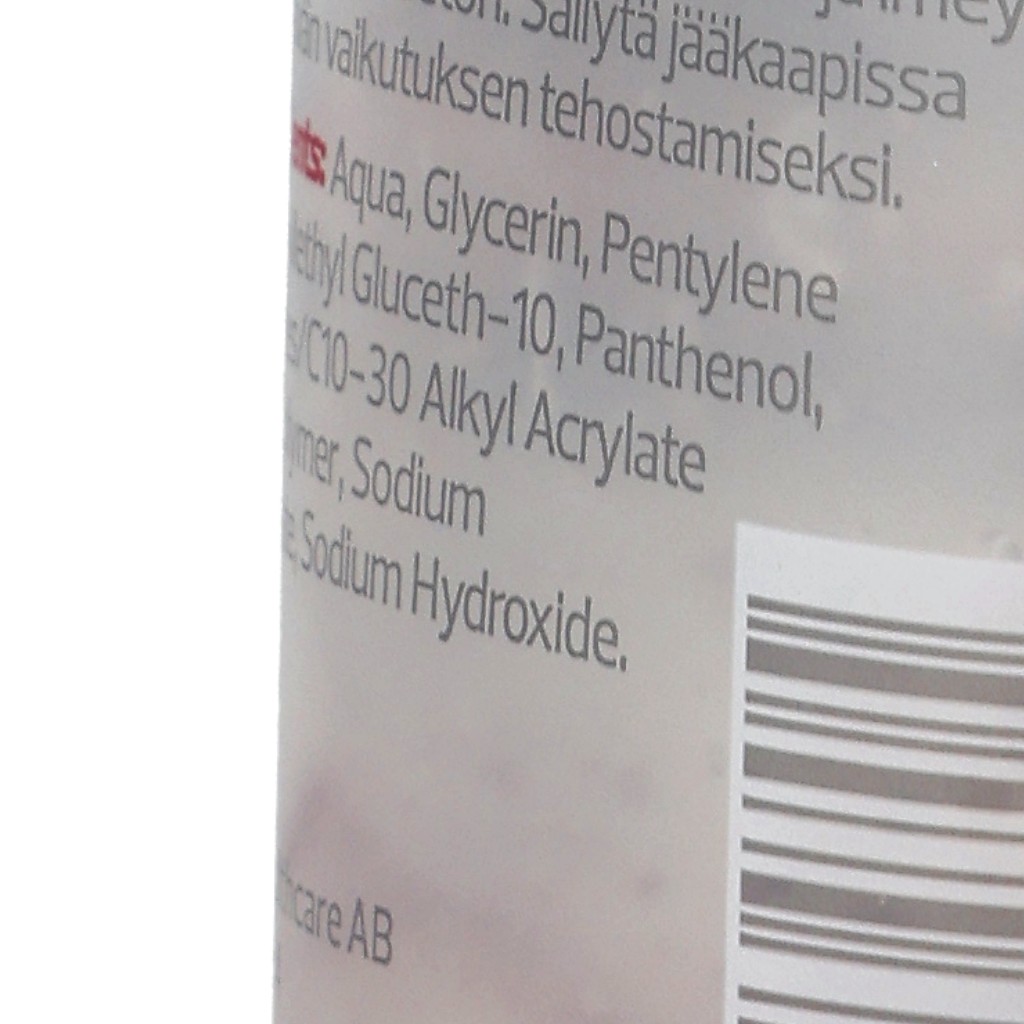 Säilytä jääkaapissa
vaikutuksen tehostamiseksi.
Aqua, Glycerin, Pentylene
Gluceth-10, Panthenol,
/C10-30 Alkyl Acrylate
Sodium
Sodium Hydroxide.
AB